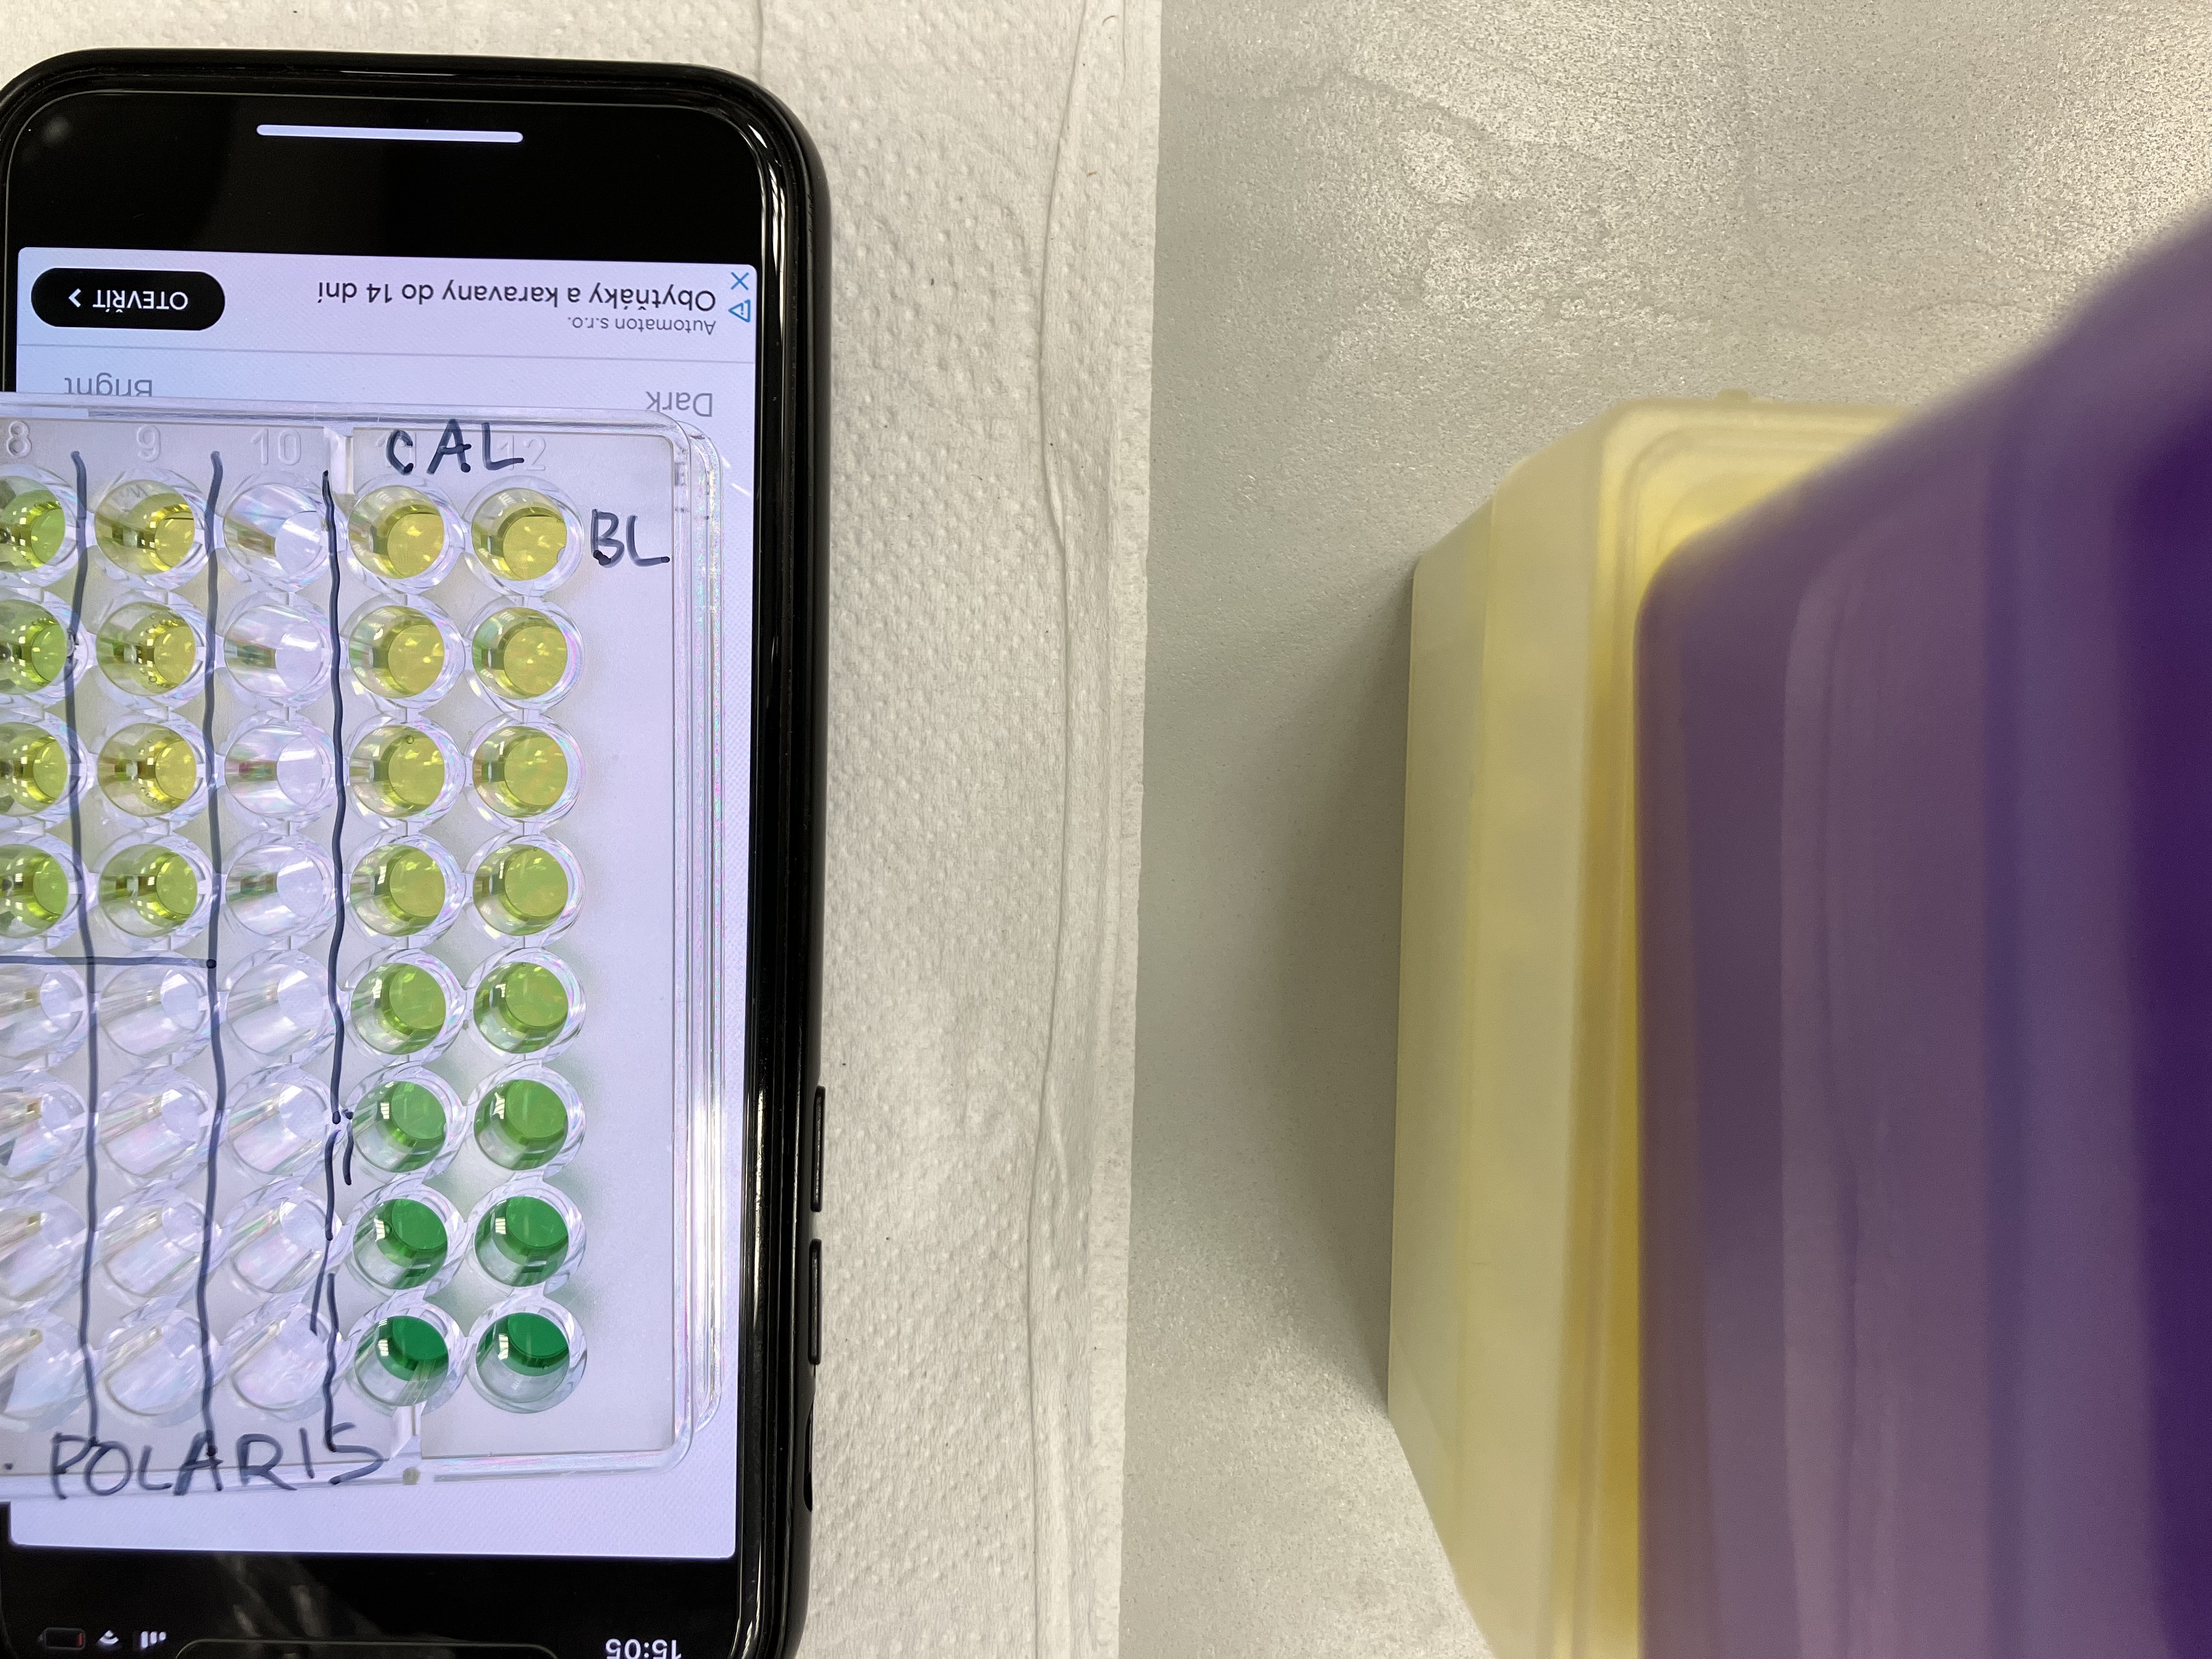 15:05
POLARIS
8
9
10
12
CAL
BL
Bright
Dark
Automaton s.r.o.
Obytňáky a karavany do 14 dní
OTEVŘÍT >